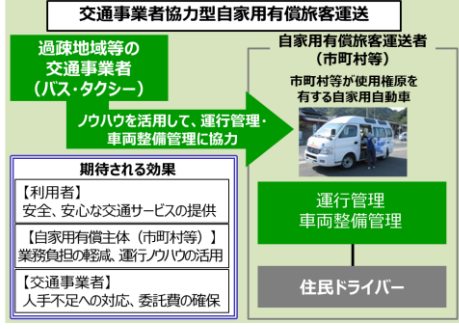 交通事業者協力型自家用有償旅客運送
過疎地域等の
交通事業者
（バス・タクシー）
ノウハウを活用して、運行管理・
車両整備管理に協力
期待される効果
【利用者】
安全、安心な交通サービスの提供
【自家用有償主体（市町村等）】
業務負担の軽減、運行ノウハウの活用
【交通事業者】
人手不足への対応、委託費の確保
自家用有償旅客運送者
（市町村等）
市町村等が使用権原を
有する自家用自動車
運行管理
車両整備管理
住民ドライバー